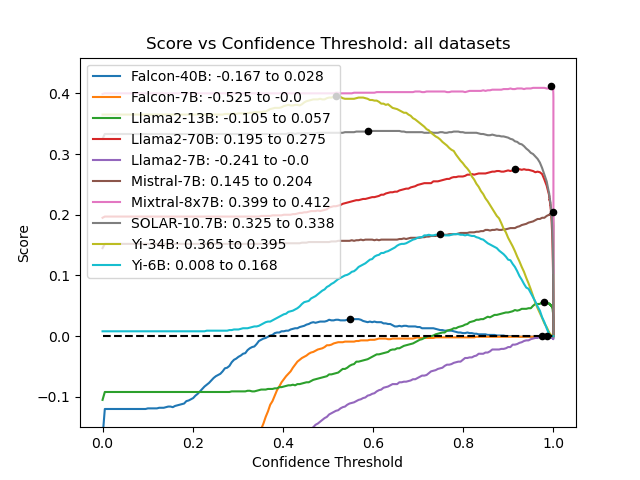 Score vs Confidence Threshold: all datasets
Score
0.4
0.3
0.2
0.1
0.0
−0.1
Falcon-40B: -0.167 to 0.028
Falcon-7B: -0.525 to -0.0
Llama2-13B: -0.105 to 0.057
Llama2-70B: 0.195 to 0.275
Llama2-7B: -0.241 to -0.0
Mistral-7B: 0.145 to 0.204
Mixtral-8x7B: 0.399 to 0.412
SOLAR-10.7B: 0.325 to 0.338
Yi-34B: 0.365 to 0.395
Yi-6B: 0.008 to 0.168
0.0 0.2 0.4 0.6 0.8 1.0
Confidence Threshold